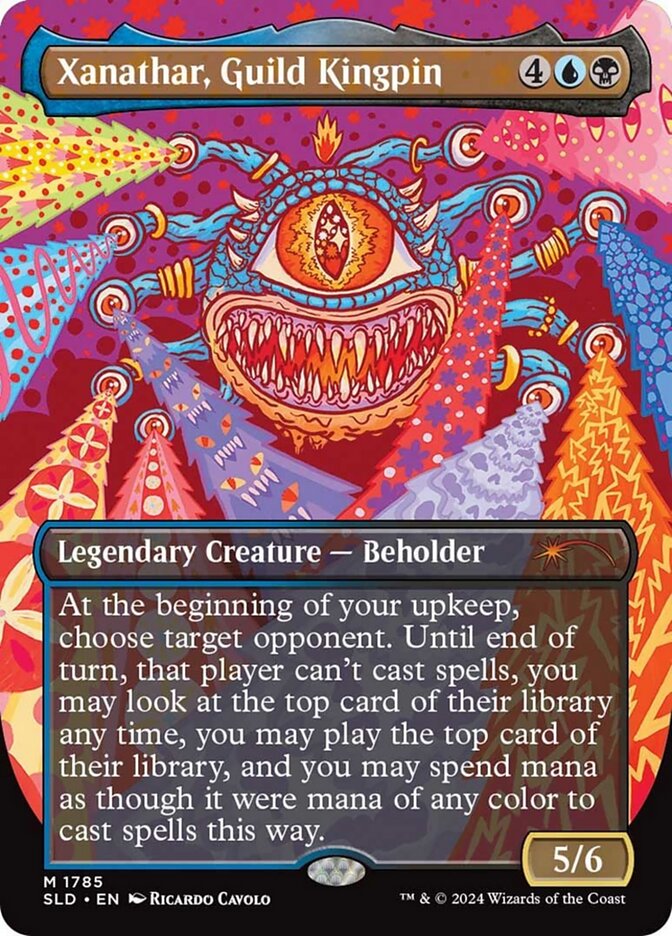 Xanathar, Guild Kingpin 4
Legendary Creature — Beholder
At the beginning of your upkeep,
choose target opponent. Until end of
turn, that player can't cast spells, you
may look at the top card of their library
any time, you may play the top card of
their library, and you may spend mana
as though it were mana of any color to
cast spells this way.
5/6
M 1785
SLD • EN Ricardo Cavolo
™ & © 2024 Wizards of the Coast